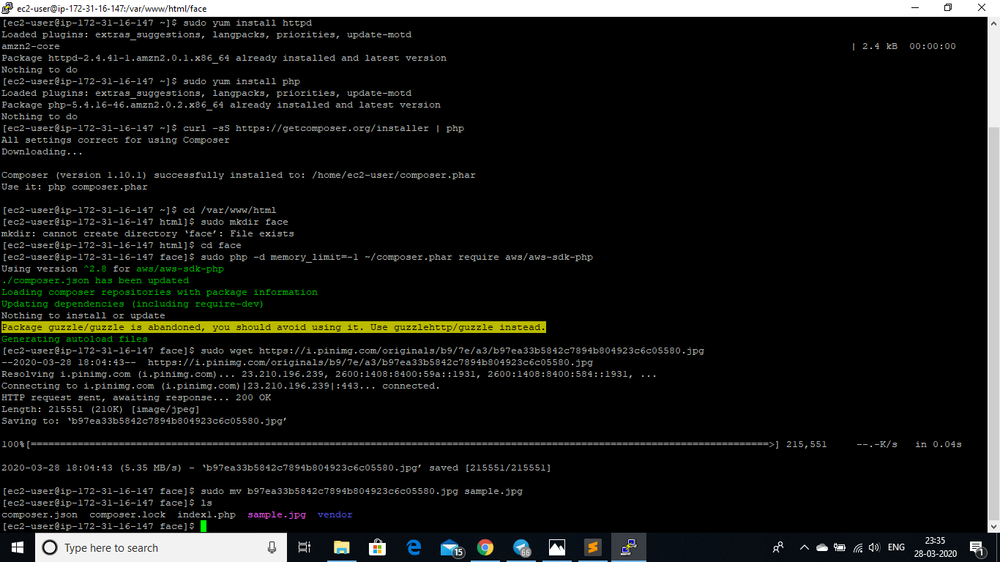 ec2-user@ip-172-31-16-147:/var/www/html/face
[ec2-user@ip-172-31-16-147 ~]$ sudo yum install httpd
Loaded plugins: extras_suggestions, langpacks, priorities, update-motd
amzn2-core | 2.4 kB 00:00:00
Package httpd-2.4.41-1.amzn2.0.1.x86_64 already installed and latest version
Nothing to do
[ec2-user@ip-172-31-16-147 ~]$ sudo yum install php
Loaded plugins: extras_suggestions, langpacks, priorities, update-motd
Package php-5.4.16-46.amzn2.0.2.x86_64 already installed and latest version
Nothing to do
[ec2-user@ip-172-31-16-147 ~]$ curl -sS https://getcomposer.org/installer | php
All settings correct for using Composer
Downloading...
Composer (version 1.10.1) successfully installed to: /home/ec2-user/composer.phar
Use it: php composer.phar
[ec2-user@ip-172-31-16-147 ~]$ cd /var/www/html
[ec2-user@ip-172-31-16-147 html]$ sudo mkdir face
mkdir: cannot create directory ‘face’: File exists
[ec2-user@ip-172-31-16-147 html]$ cd face
[ec2-user@ip-172-31-16-147 face]$ sudo php -d memory_limit=-1 ~/composer.phar require aws/aws-sdk-php
Using version ^2.8 for aws/aws-sdk-php
./composer.json has been updated
Loading composer repositories with package information
Updating dependencies (including require-dev)
Nothing to install or update
Package guzzle/guzzle is abandoned, you should avoid using it. Use guzzlehttp/guzzle instead.
Generating autoload files
[ec2-user@ip-172-31-16-147 face]$ sudo wget https://i.pinimg.com/originals/b9/7e/a3/b97ea33b5842c7894b804923c6c05580.jpg
--2020-03-28 18:04:43-- https://i.pinimg.com/originals/b9/7e/a3/b97ea33b5842c7894b804923c6c05580.jpg
Resolving i.pinimg.com (i.pinimg.com)... 23.210.196.239, 2600:1408:8400:59a::1931, 2600:1408:8400:584::1931, ...
Connecting to i.pinimg.com (i.pinimg.com)|23.210.196.239|:443... connected.
HTTP request sent, awaiting response... 200 OK
Length: 215551 (210K) [image/jpeg]
Saving to: ‘b97ea33b5842c7894b804923c6c05580.jpg’
100%[==============================================================================================================================>] 215,551 --.-K/s in 0.04s
2020-03-28 18:04:43 (5.35 MB/s) - ‘b97ea33b5842c7894b804923c6c05580.jpg’ saved [215551/215551]
[ec2-user@ip-172-31-16-147 face]$ sudo mv b97ea33b5842c7894b804923c6c05580.jpg sample.jpg
[ec2-user@ip-172-31-16-147 face]$ ls
composer.json composer.lock index1.php sample.jpg vendor
[ec2-user@ip-172-31-16-147 face]$
Type here to search 15 66 ENG 23:35
28-03-2020 1